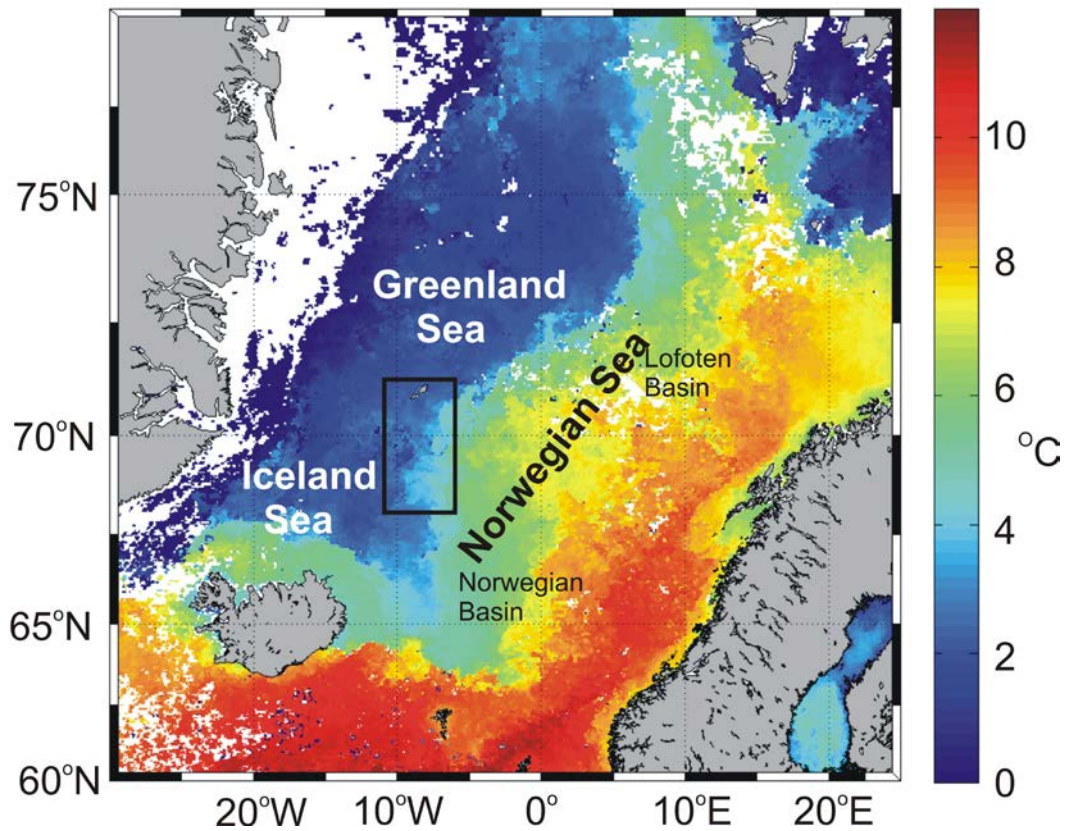 75°N
70°N
65°N
60°N
20°W
10°W
0°
10°E
20°E
Greenland
Sea
Iceland
Sea
Norwegian Sea
Lofoten
Basin
Norwegian
Basin
10
8
6
4
2
0
°C